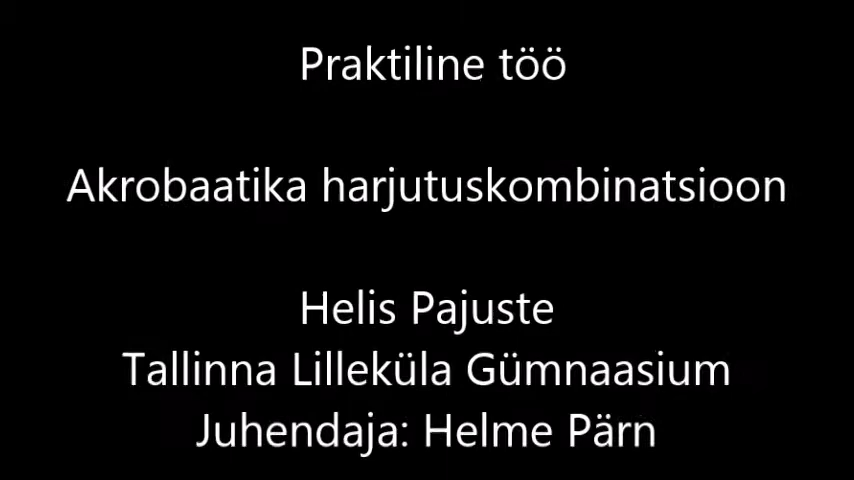 Praktiline töö
Akrobaatika harjutuskombinatsioon
Helis Pajuste
Tallinna Lilleküla Gümnaasium
Juhendaja: Helme Pärn